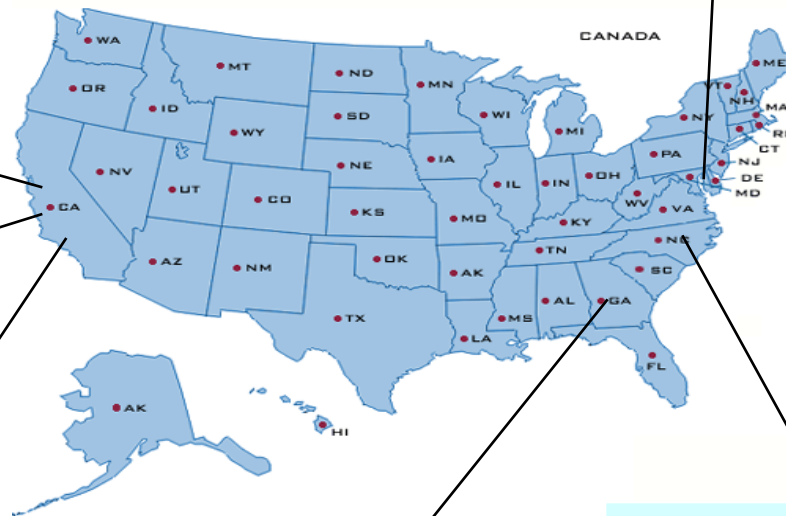 CANADA
WA
MT
ND
MN
ME
VT
NH
OR
ID
SD
WI
MA
NY
MI
RI
WY
CT
PA
NE
IA
NJ
NV
UT
OH
DE
IL
IN
MD
CO
WV
CA
KS
MO
VA
KY
NC
TN
AZ
NM
OK
AK
SC
AL
GA
TX
MS
LA
FL
AK
HI